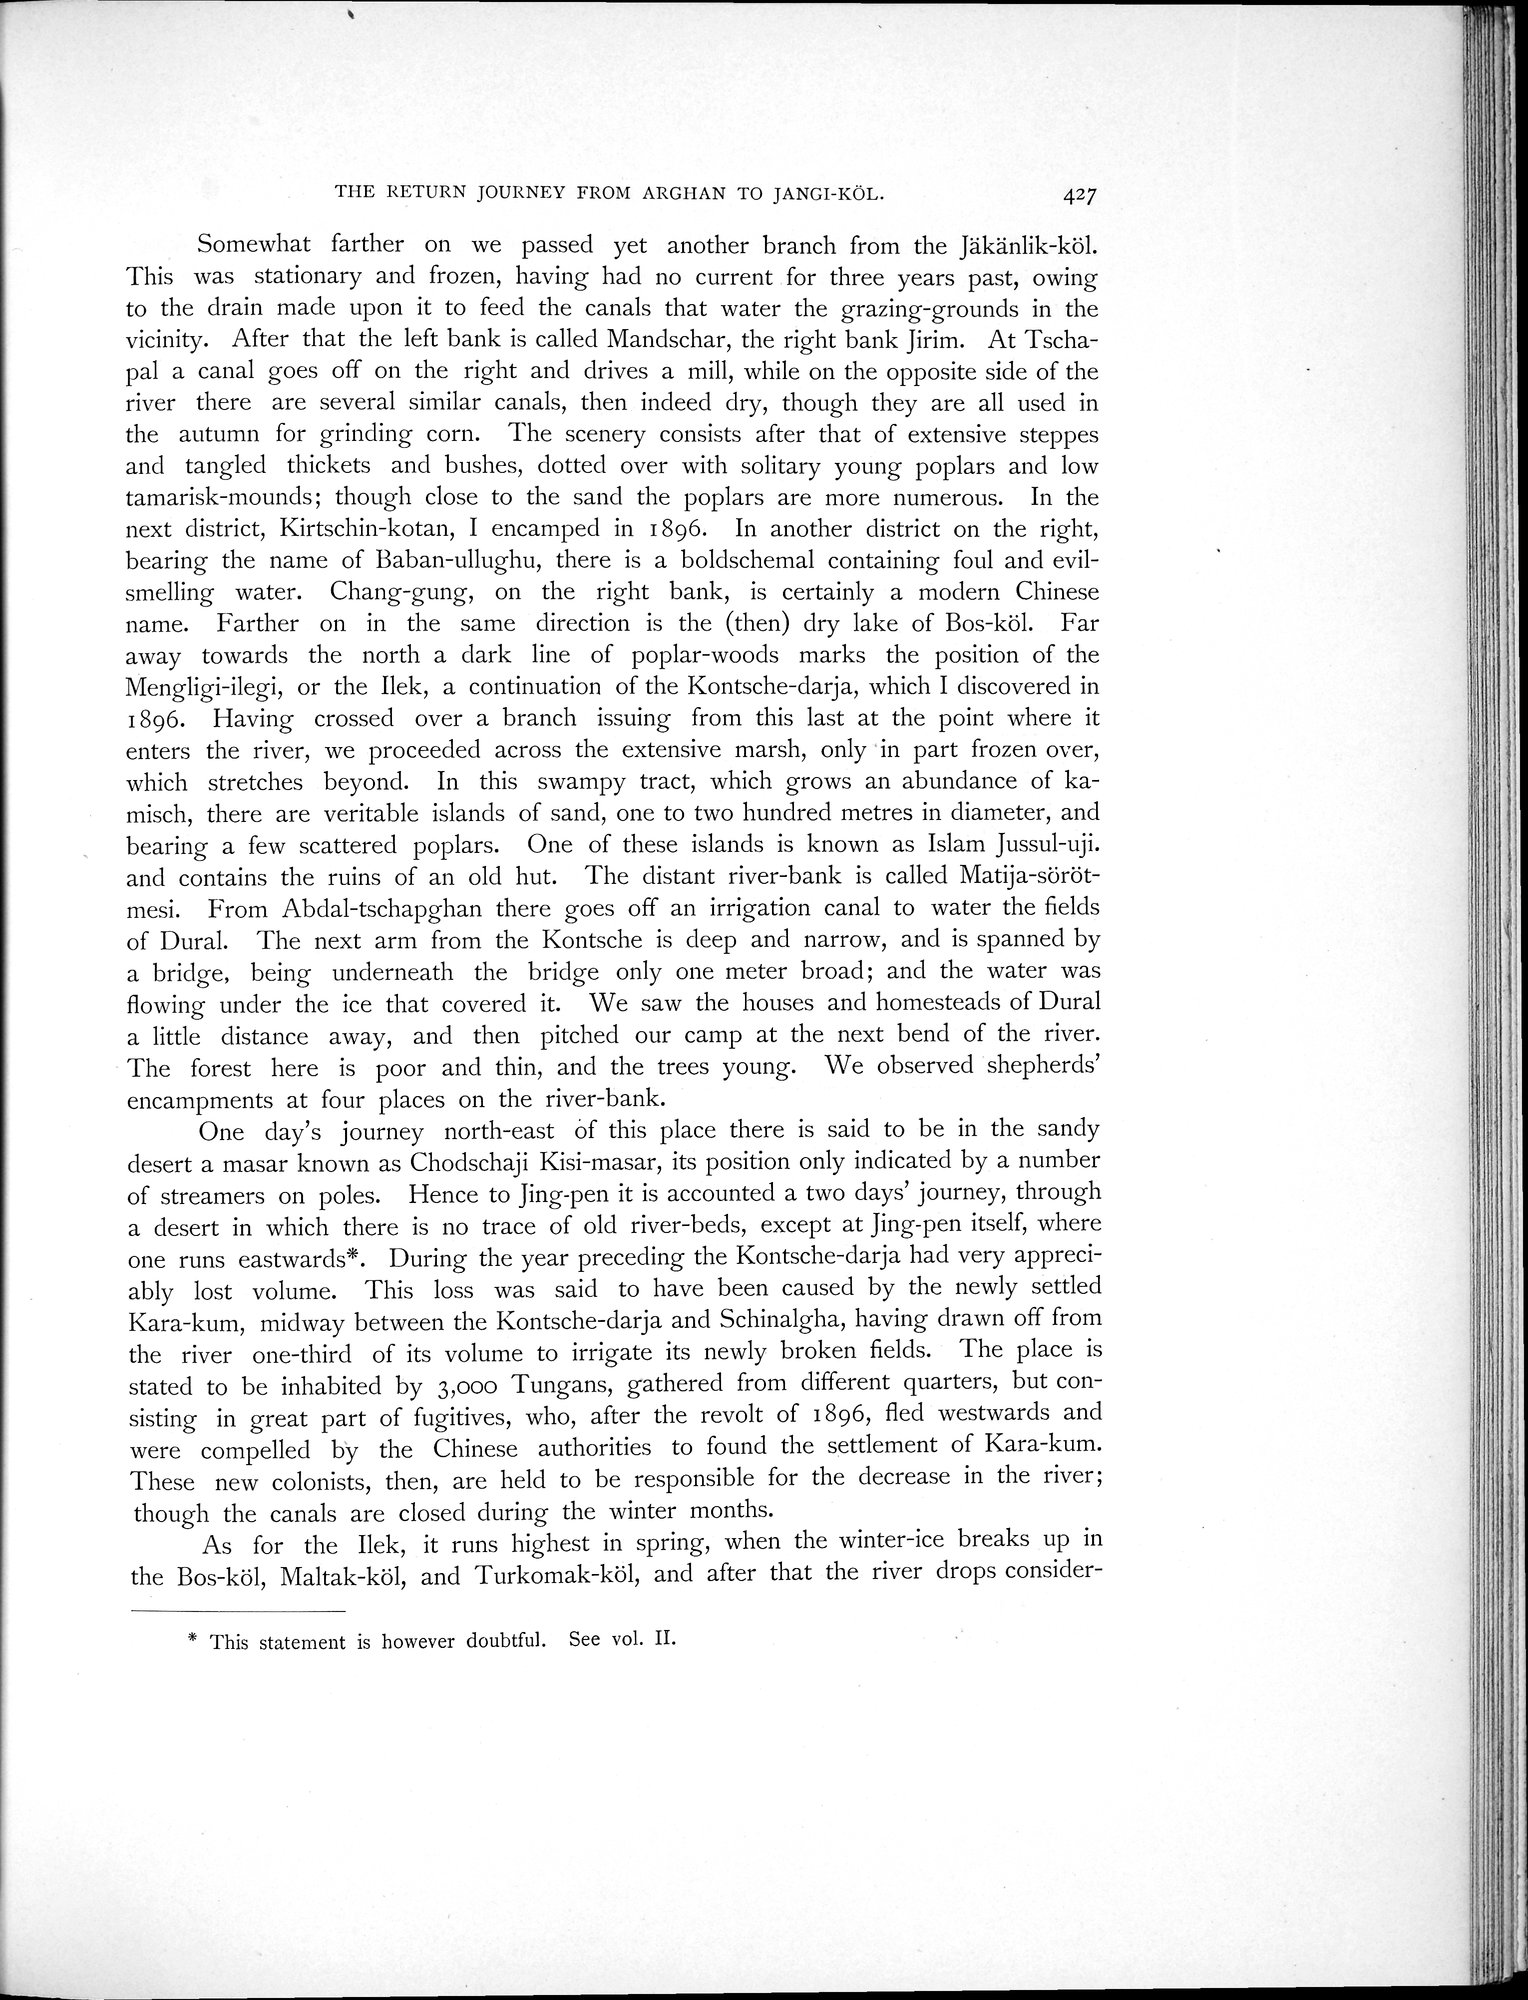 THE RETURN JOURNEY FROM ARGHAN TO JANGI-KÖL. 427
Somewhat farther on we passed yet another branch from the Jäkänlik-köl.
This was stationary and frozen, having had no current for three years past, owing
to the drain made upon it to feed the canals that water the grazing-grounds in the
vicinity. After that the left bank is called Mandschar, the right bank Jirim. At Tscha-
pal a canal goes off on the right and drives a mill, while on the opposite side of the
river there are several similar canals, then indeed dry, though they are all used in
the autumn for grinding corn. The scenery consists after that of extensive steppes
and tangled thickets and bushes, dotted over with solitary young poplars and low
tamarisk-mounds; though close to the sand the poplars are more numerous. In the
next district, Kirtschin-kotan, I encamped in 1896. In another district on the right,
bearing the name of Baban-ullughu, there is a boldschemal containing foul and evil-
smelling water. Chang-gung, on the right bank, is certainly a modern Chinese
name. Farther on in the same direction is the (then) dry lake of Bos-köl. Far
away towards the north a dark line of poplar-woods marks the position of the
Mengligi-ilegi, or the Ilek, a continuation of the Kontsche-darja, which I discovered in
1896. Having crossed over a branch issuing from this last at the point where it
enters the river, we proceeded across the extensive marsh, only in part frozen over,
which stretches beyond. In this swampy tract, which grows an abundance of ka-
misch, there are veritable islands of sand, one to two hundred metres in diameter, and
bearing a few scattered poplars. One of these islands is known as Islam Jussul-uji.
and contains the ruins of an old hut. The distant river-bank is called Matija-söröt-
mesi. From Abdal-tschapghan there goes off an irrigation canal to water the fields
of Dural. The next arm from the Kontsche is deep and narrow, and is spanned by
a bridge, being underneath the bridge only one meter broad; and the water was
flowing under the ice that covered it. We saw the houses and homesteads of Dural
a little distance away, and then pitched our camp at the next bend of the river.
The forest here is poor and thin, and the trees young. We observed shepherds'
encampments at four places on the river-bank.
One day's journey north-east of this place there is said to be in the sandy
desert a masar known as Chodschaji Kisi-masar, its position only indicated by a number
of streamers on poles. Hence to Jing-pen it is accounted a two days' journey, through
a desert in which there is no trace of old river-beds, except at Jing-pen itself, where
one runs eastwards*. During the year preceding the Kontsche-darja had very appreci-
ably lost volume. This loss was said to have been caused by the newly settled
Kara-kum, midway between the Kontsche-darja and Schinalgha, having drawn off from
the river one-third of its volume to irrigate its newly broken fields. The place is
stated to be inhabited by 3,000 Tungans, gathered from different quarters, but con-
sisting in great part of fugitives, who, after the revolt of 1896, fled westwards and
were compelled by the Chinese authorities to found the settlement of Kara-kum.
These new colonists, then, are held to be responsible for the decrease in the river;
though the canals are closed during the winter months.
As for the Ilek, it runs highest in spring, when the winter-ice breaks up in
the Bos-köl, Maltak-köl, and Turkomak-köl, and after that the river drops consider-
* This statement is however doubtful. See vol. II.